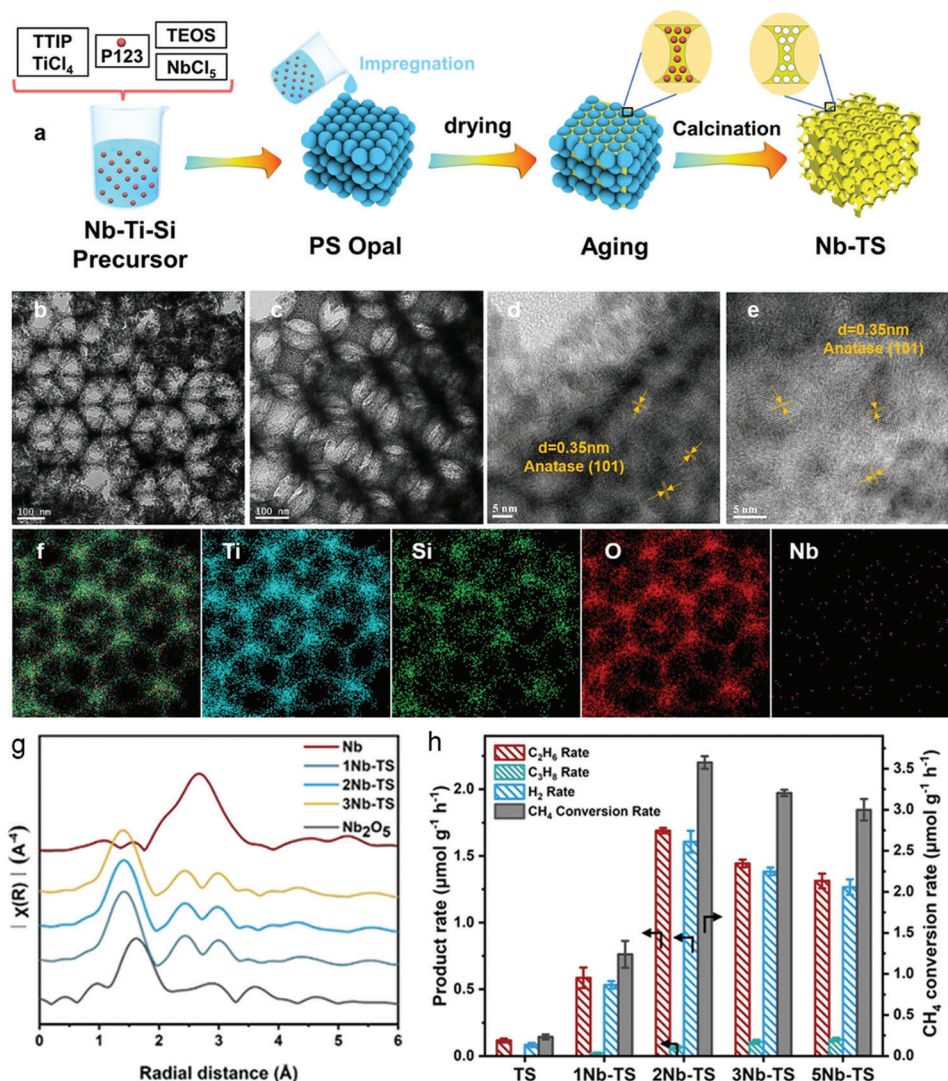 TTIP
TiCl4
P123
TEOS
NbCl5
Impregnation
a
drying
Calcination
Nb-Ti-Si
Precursor
PS Opal
Aging
Nb-TS
b
100 nm
c
100 nm
d
d=0.35nm
Anatase (101)
5 nm
e
d=0.35nm
Anatase (101)
5 nm
f
Ti
Si
O
Nb
g
Nb
1Nb-TS
2Nb-TS
3Nb-TS
Nb2O5
| χ(R) | (Å-4)
0 1 2 3 4 5 6
Radial distance (Å)
h
C2H6 Rate
C3H8 Rate
H2 Rate
CH4 Conversion Rate
Product rate (μmol g-1 h-1)
2.0
1.5
1.0
0.5
0.0
CH4 conversion rate (μmol g-1 h-1)
3.5
3.0
2.5
2.0
1.5
1.0
0.5
0.0
TS 1Nb-TS 2Nb-TS 3Nb-TS 5Nb-TS